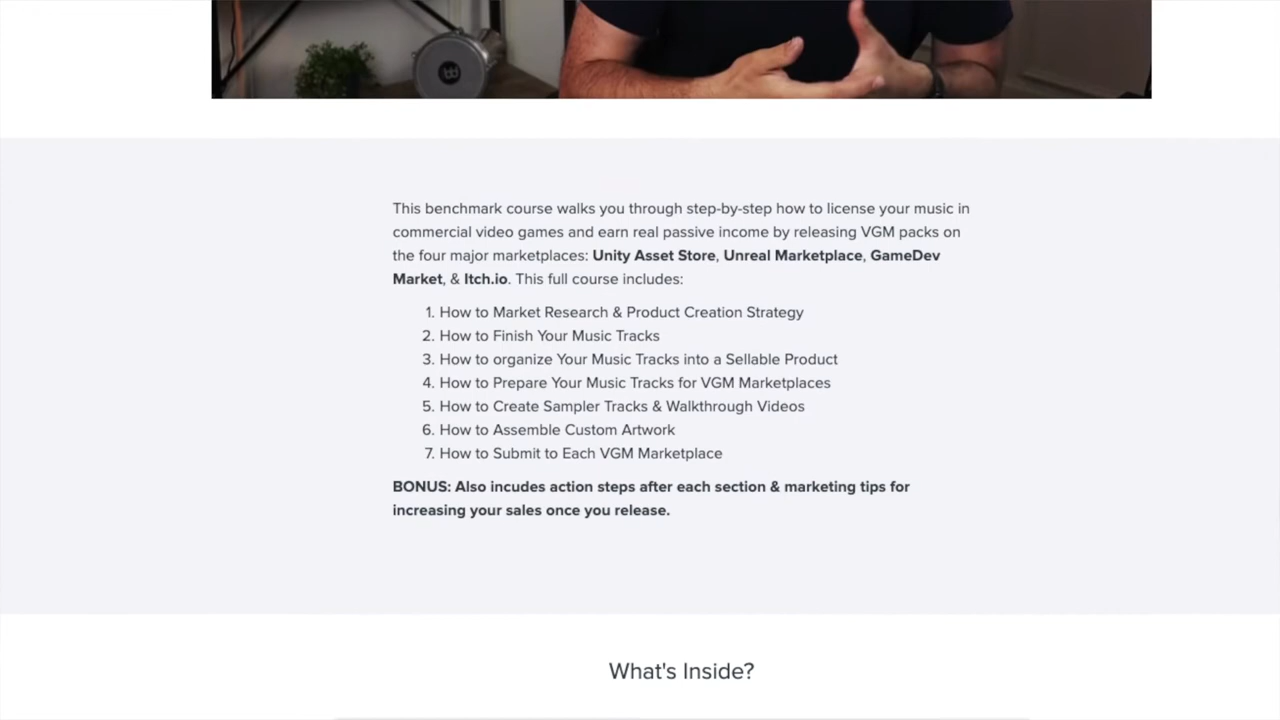 This benchmark course walks you through step-by-step how to license your music in
commercial video games and earn real passive income by releasing VGM packs on
the four major marketplaces: Unity Asset Store, Unreal Marketplace, GameDev
Market, & Itch.io. This full course includes:
1. How to Market Research & Product Creation Strategy
2. How to Finish Your Music Tracks
3. How to organize Your Music Tracks into a Sellable Product
4. How to Prepare Your Music Tracks for VGM Marketplaces
5. How to Create Sampler Tracks & Walkthrough Videos
6. How to Assemble Custom Artwork
7. How to Submit to Each VGM Marketplace
BONUS: Also incudes action steps after each section & marketing tips for
increasing your sales once you release.
What's Inside?